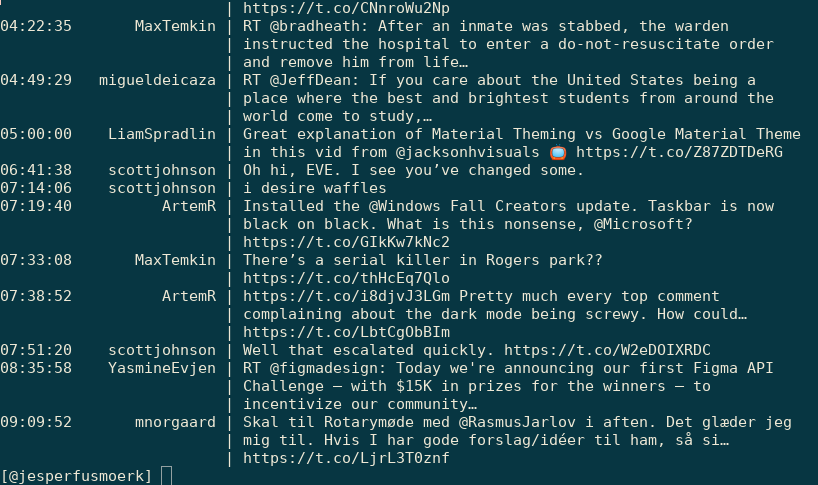 | https://t.co/CNnroWu2Np
04:22:35 MaxTemkin | RT @bradheath: After an inmate was stabbed, the warden
| instructed the hospital to enter a do-not-resuscitate order
| and remove him from life…
04:49:29 migueldeicaza | RT @JeffDean: If you care about the United States being a
| place where the best and brightest students from around the
| world come to study,…
05:00:00 LiamSpradlin | Great explanation of Material Theming vs Google Material Theme
| in this vid from @jacksonhvisuals 📺 https://t.co/Z87ZDTDeRG
06:41:38 scottjohnson | Oh hi, EVE. I see you’ve changed some.
07:14:06 scottjohnson | i desire waffles
07:19:40 ArtemR | Installed the @Windows Fall Creators update. Taskbar is now
| black on black. What is this nonsense, @Microsoft?
| https://t.co/GIkKw7kNc2
07:33:08 MaxTemkin | There’s a serial killer in Rogers park??
| https://t.co/thHcEq7Qlo
07:38:52 ArtemR | https://t.co/i8djvJ3LGm Pretty much every top comment
| complaining about the dark mode being screwy. How could…
| https://t.co/LbtCgObBIm
07:51:20 scottjohnson | Well that escalated quickly. https://t.co/W2eDOIXRDC
08:35:58 YasmineEvjen | RT @figmadesign: Today we're announcing our first Figma API
| Challenge — with $15K in prizes for the winners — to
| incentivize our community…
09:09:52 mnorgaard | Skal til Rotarymøde med @RasmusJarlov i aften. Det glæder jeg
| mig til. Hvis I har gode forslag/idéer til ham, så si…
| https://t.co/LjrL3T0znf
[@jesperfusmoerk]